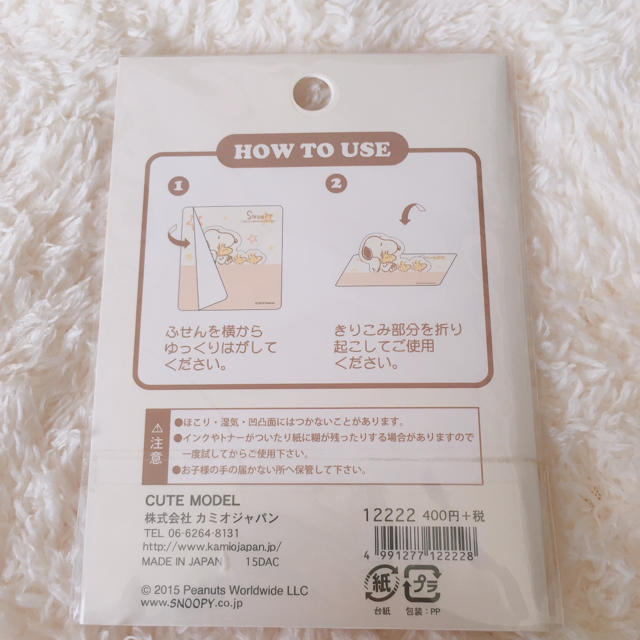 HOW TO USE
1
ふせんを横から
ゆっくりはがして
ください。
2
きりこみ部分を折り
起こしてご使用
ください。
注意
●ほこり・湿気・凹凸面にはつかないことがあります。
●インクやトナーがついたり紙に糊が残ったりする場合がありますので
一度試してからご使用下さい。
●お子様の手の届かない所へ保管して下さい。
CUTE MODEL
株式会社 カミオジャパン
TEL 06-6264-8131
http://www.kamiojapan.jp/
MADE IN JAPAN 15DAC
© 2015 Peanuts Worldwide LLC
www.SNOOPY.co.jp
12222 400円+税
4 991277 122228
紙 プラ
台紙 包装：PP